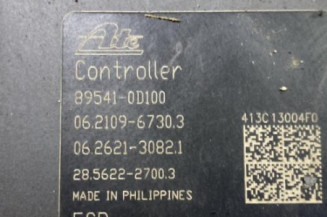 Ate
Controller
89541-0D100
06.2109-6730.3
413C13004F0
06.2621-3082.1
28.5622-2700.3
MADE IN PHILIPPINES